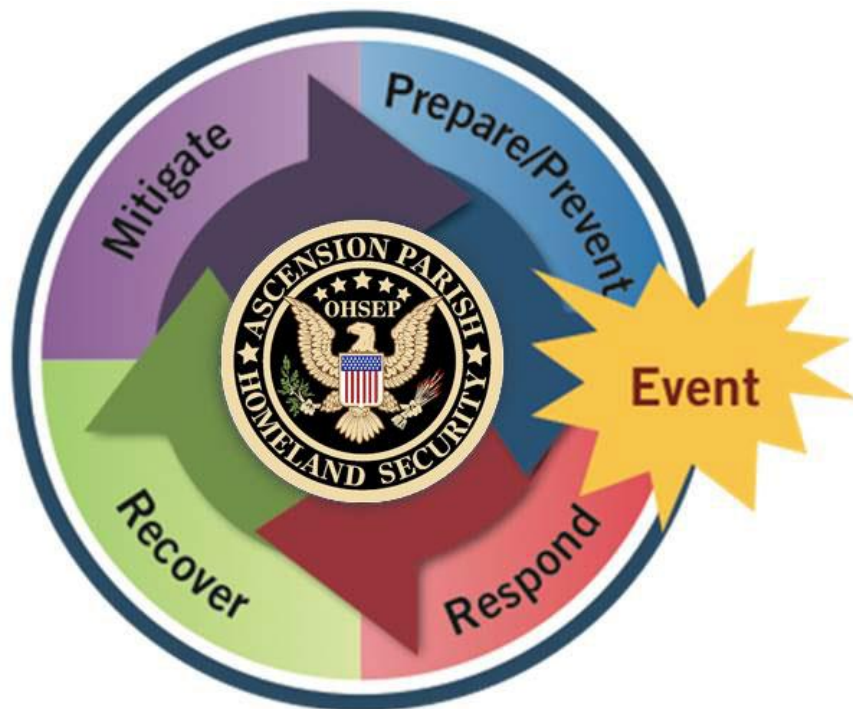 Mitigate
Prepare/Prevent
Event
Respond
Recover
ASCENSION PARISH
OHSEP
HOMELAND SECURITY